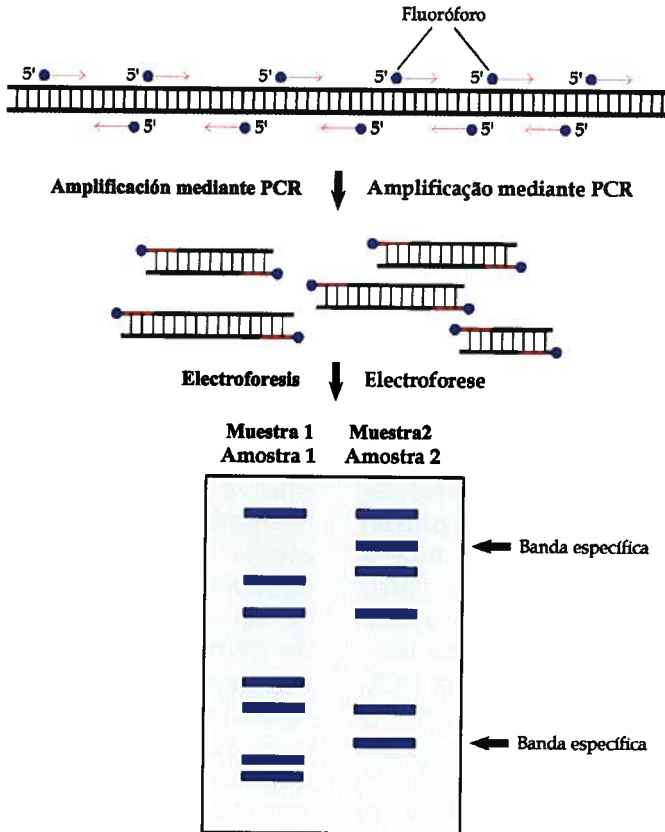 Fluoróforo
5' 5' 5' 5' 5' 5'
5' 5' 5' 5' 5'
Amplificación mediante PCR Amplificação mediante PCR
Electroforesis Electroforese
Muestra 1 Muestra2
Amostra 1 Amostra 2
Banda específica
Banda específica